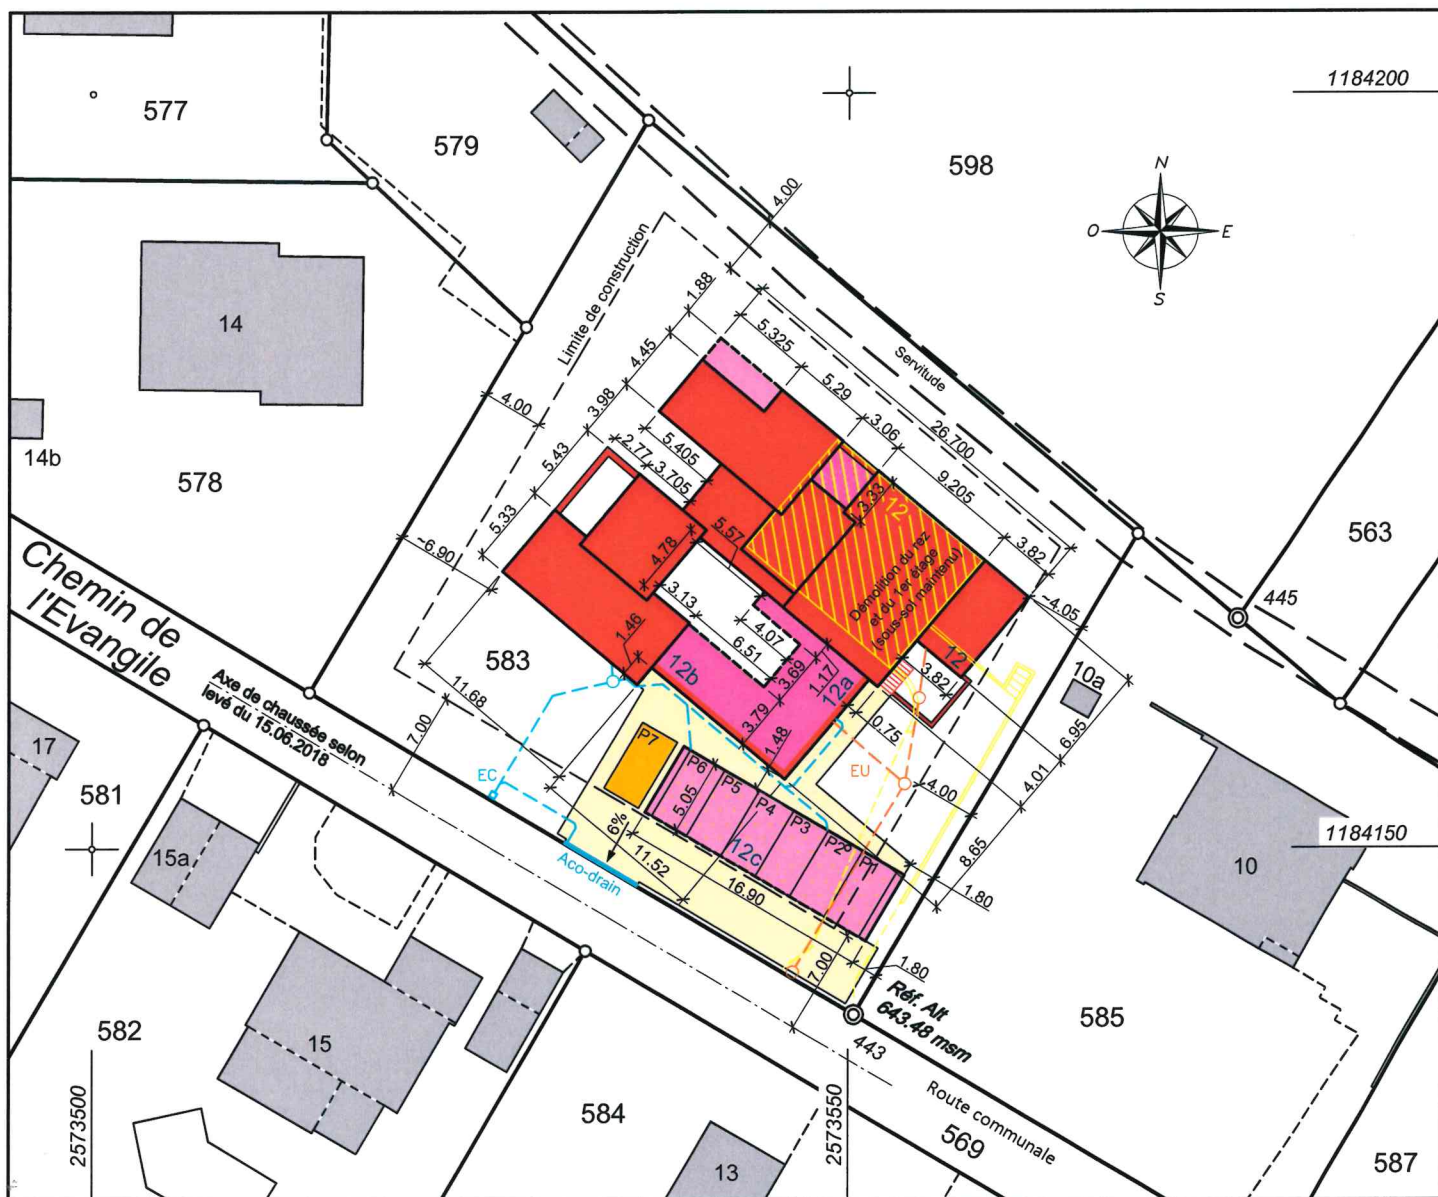 1184200
577
579
598
N
O
E
S
4.00
Limite de construction
1.88
14
5.325
4.45
Servitude
5.29
3.98
4.00
3.06
26.700
14b
5.43
2.77
5.405
3.705
9.205
578
3.33
12
563
5.33
5.57
3.82
~6.90
4.78
Démolition du rez
et du 1er étage
(sous-sol maintenu)
Chemin de
l'Evangile
3.13
~4.05
445
4.07
1.46
6.51
583
12
10a
12b
3.69
3.82
1.17
12a
Axe de chaussée selon
levé du 15.06.2018
11.68
3.79
0.75
6.95
7.00
1.48
17
P7
P6
EC
EU
4.01
P5
4.00
581
5.05
P4
P3
1184150
6%
P2
15a
12c
P1
8.65
10
Aco-drain
11.52
1.80
16.90
1.80
7.00
Réf. Alt
643.48 msm
582
15
443
585
2573500
584
2573550
Route communale
569
13
587